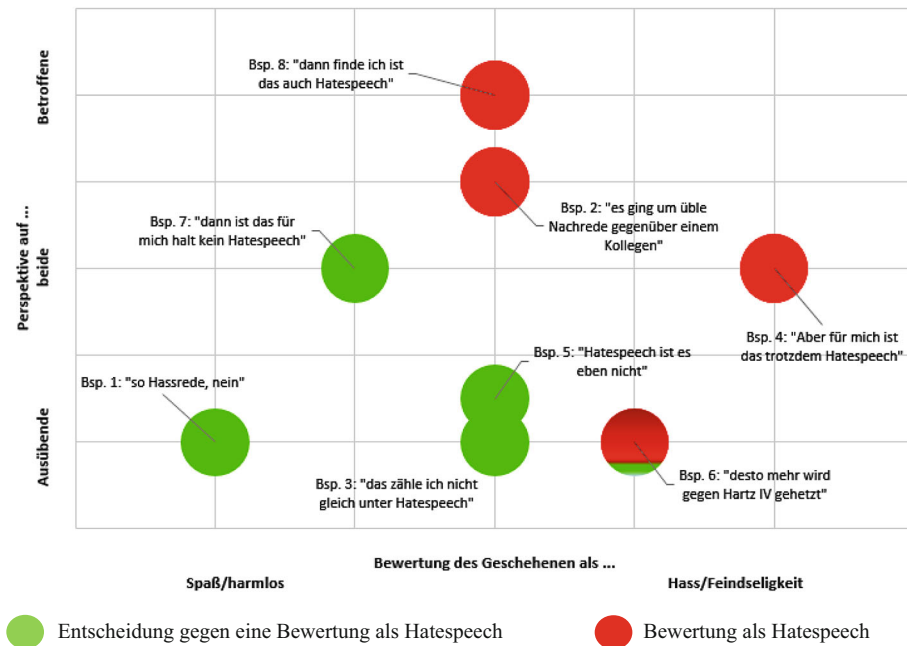 Betroffene
Perspektive auf ...
beide
Ausübende
Bsp. 8: "dann finde ich ist
das auch Hatespeech"
Bsp. 2: "es ging um üble
Nachrede gegenüber einem
Kollegen"
Bsp. 7: "dann ist das für
mich halt kein Hatespeech"
Bsp. 4: "Aber für mich ist
das trotzdem Hatespeech"
Bsp. 5: "Hatespeech ist es
eben nicht"
Bsp. 1: "so Hassrede, nein"
Bsp. 3: "das zähle ich nicht
gleich unter Hatespeech"
Bsp. 6: "desto mehr wird
gegen Hartz IV gehetzt"
Bewertung des Geschehenen als ...
Spaß/harmlos
Hass/Feindseligkeit
Entscheidung gegen eine Bewertung als Hatespeech
Bewertung als Hatespeech